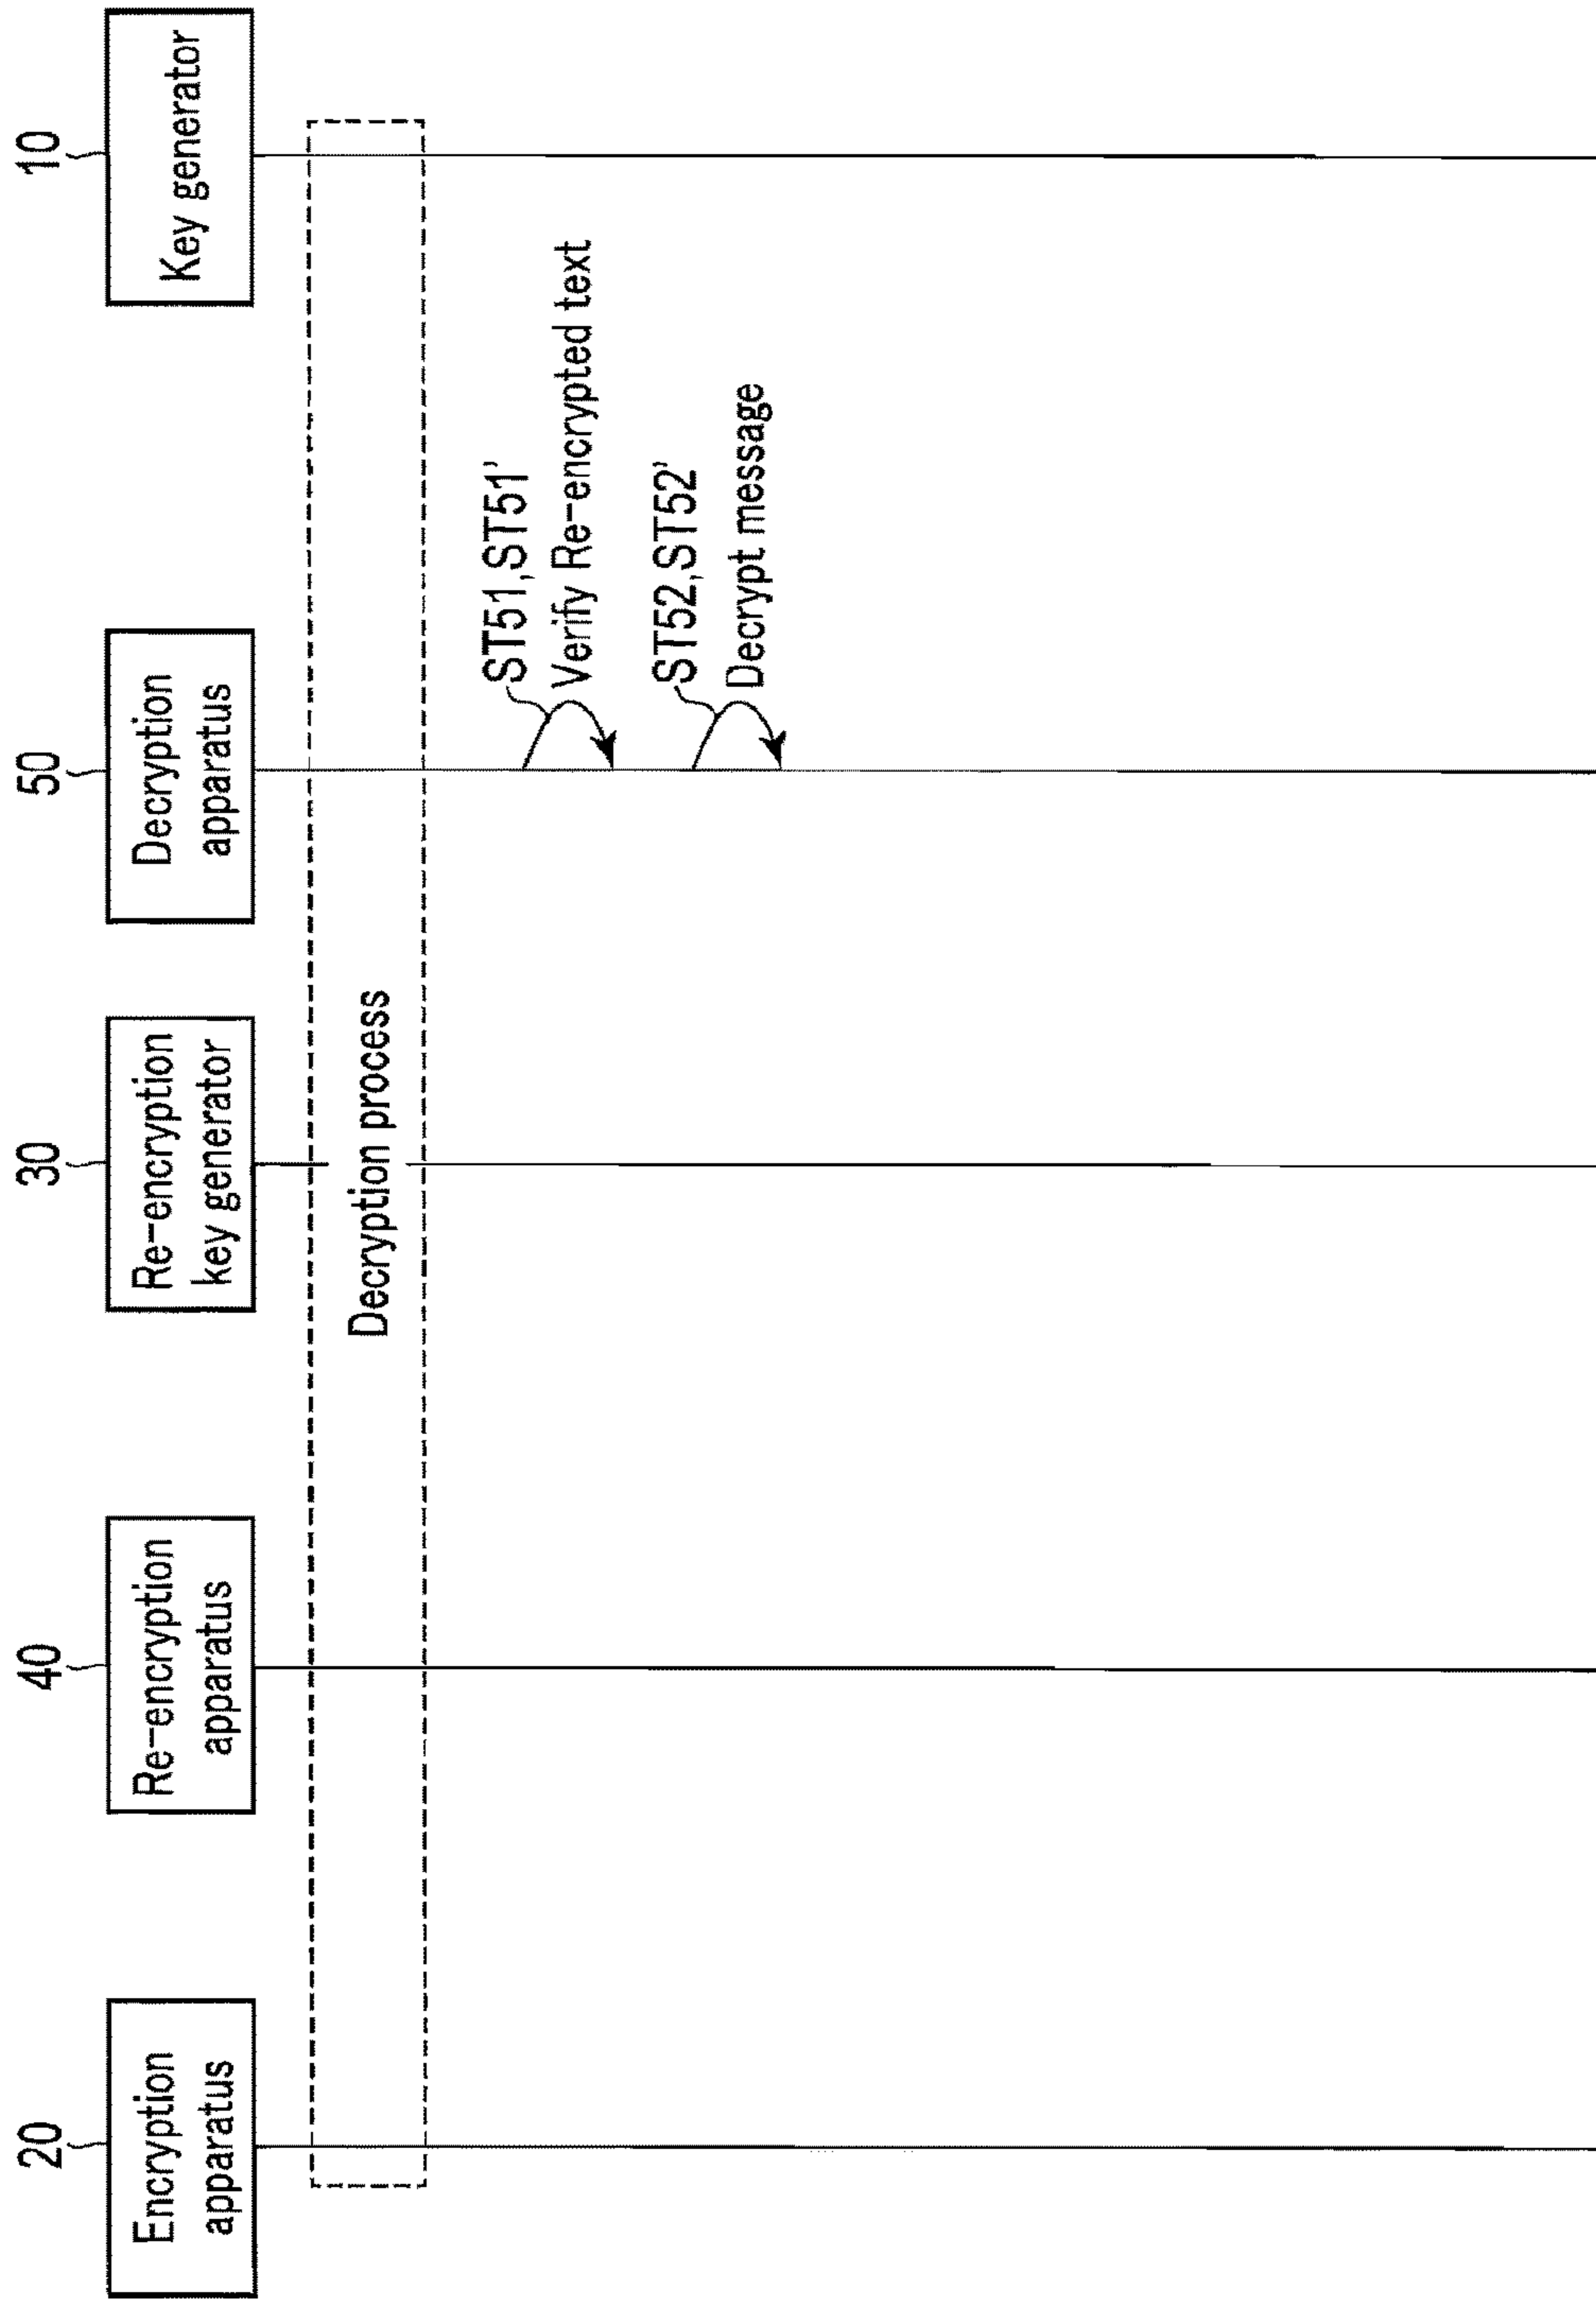 20
40
30
50
10
Encryption
apparatus
Re-encryption
apparatus
Re-encryption
key generator
Decryption
apparatus
Key generator
Decryption process
ST51,ST51'
Verify Re-encrypted text
ST52,ST52'
Decrypt message